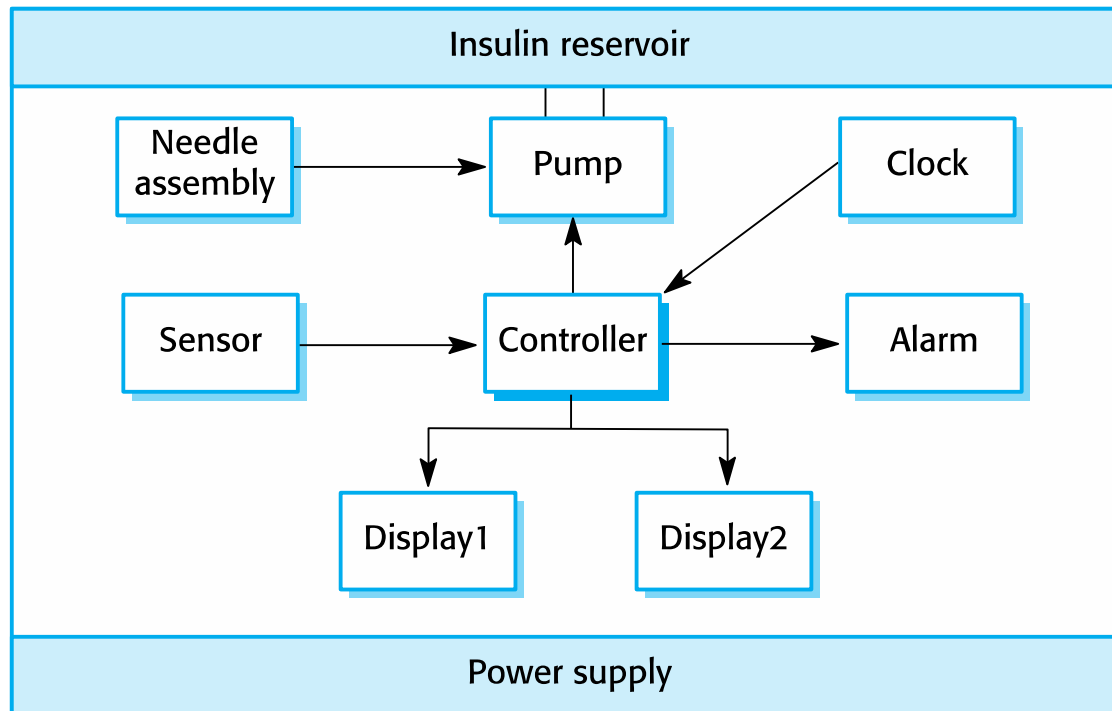 Insulin reservoir
Needle
assembly
Pump
Clock
Sensor
Controller
Alarm
Display1
Display2
Power supply